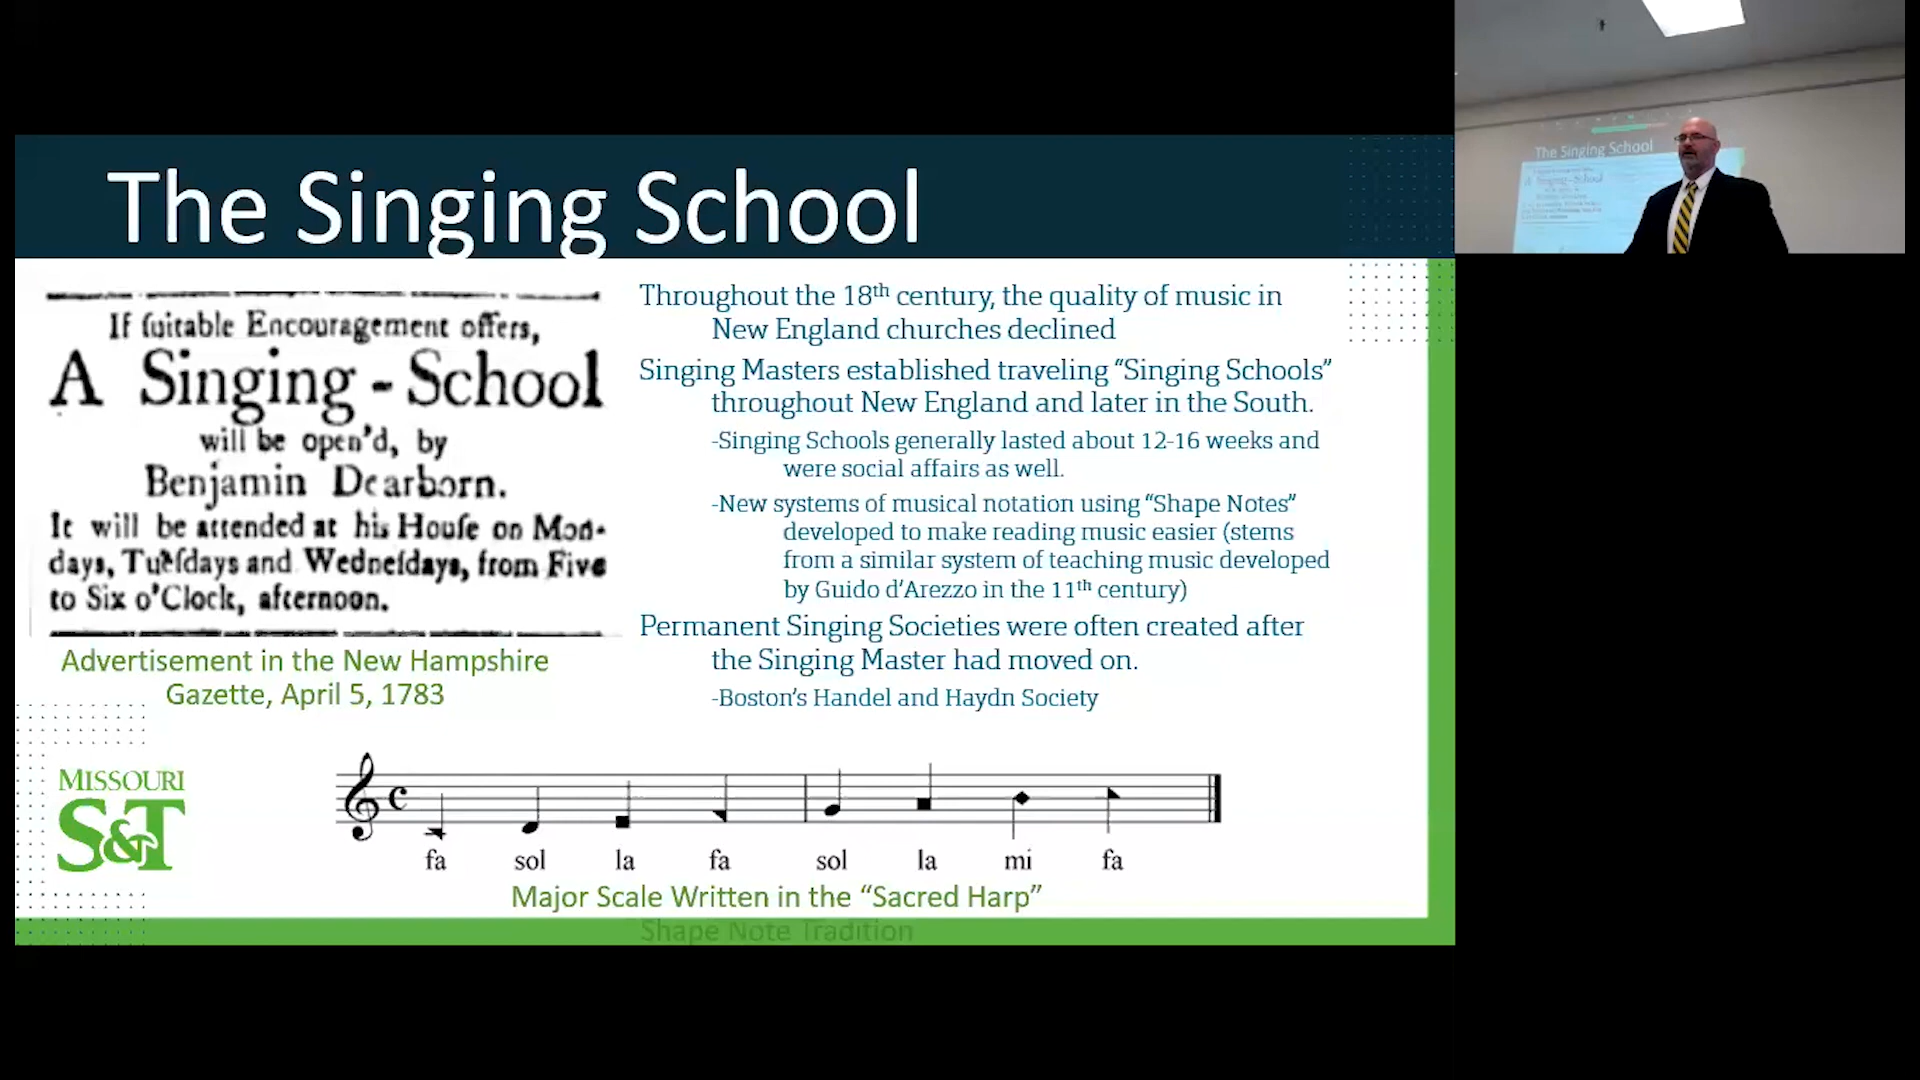 The Singing School
If ſuitable Encouragement offers,
A Singing-School
will be open'd, by
Benjamin Dearborn.
It will be attended at his Houſe on Mon-
days, Tueſdays and Wedneſdays, from Five
to Six o'Clock, afternoon.
Advertisement in the New Hampshire
Gazette, April 5, 1783
Throughout the 18th century, the quality of music in
New England churches declined
Singing Masters established traveling “Singing Schools”
throughout New England and later in the South.
-Singing Schools generally lasted about 12-16 weeks and
were social affairs as well.
-New systems of musical notation using “Shape Notes”
developed to make reading music easier (stems
from a similar system of teaching music developed
by Guido d’Arezzo in the 11th century)
Permanent Singing Societies were often created after
the Singing Master had moved on.
-Boston’s Handel and Haydn Society
MISSOURI
S&T
fa sol la fa sol la mi fa
Major Scale Written in the “Sacred Harp”
Shape Note Tradition
The Singing School
Singing-School